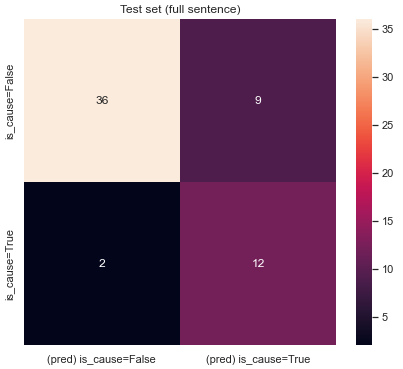 Test set (full sentence)
is_cause=False
36
9
is_cause=True
2
12
(pred) is_cause=False
(pred) is_cause=True
35
30
25
20
15
10
5